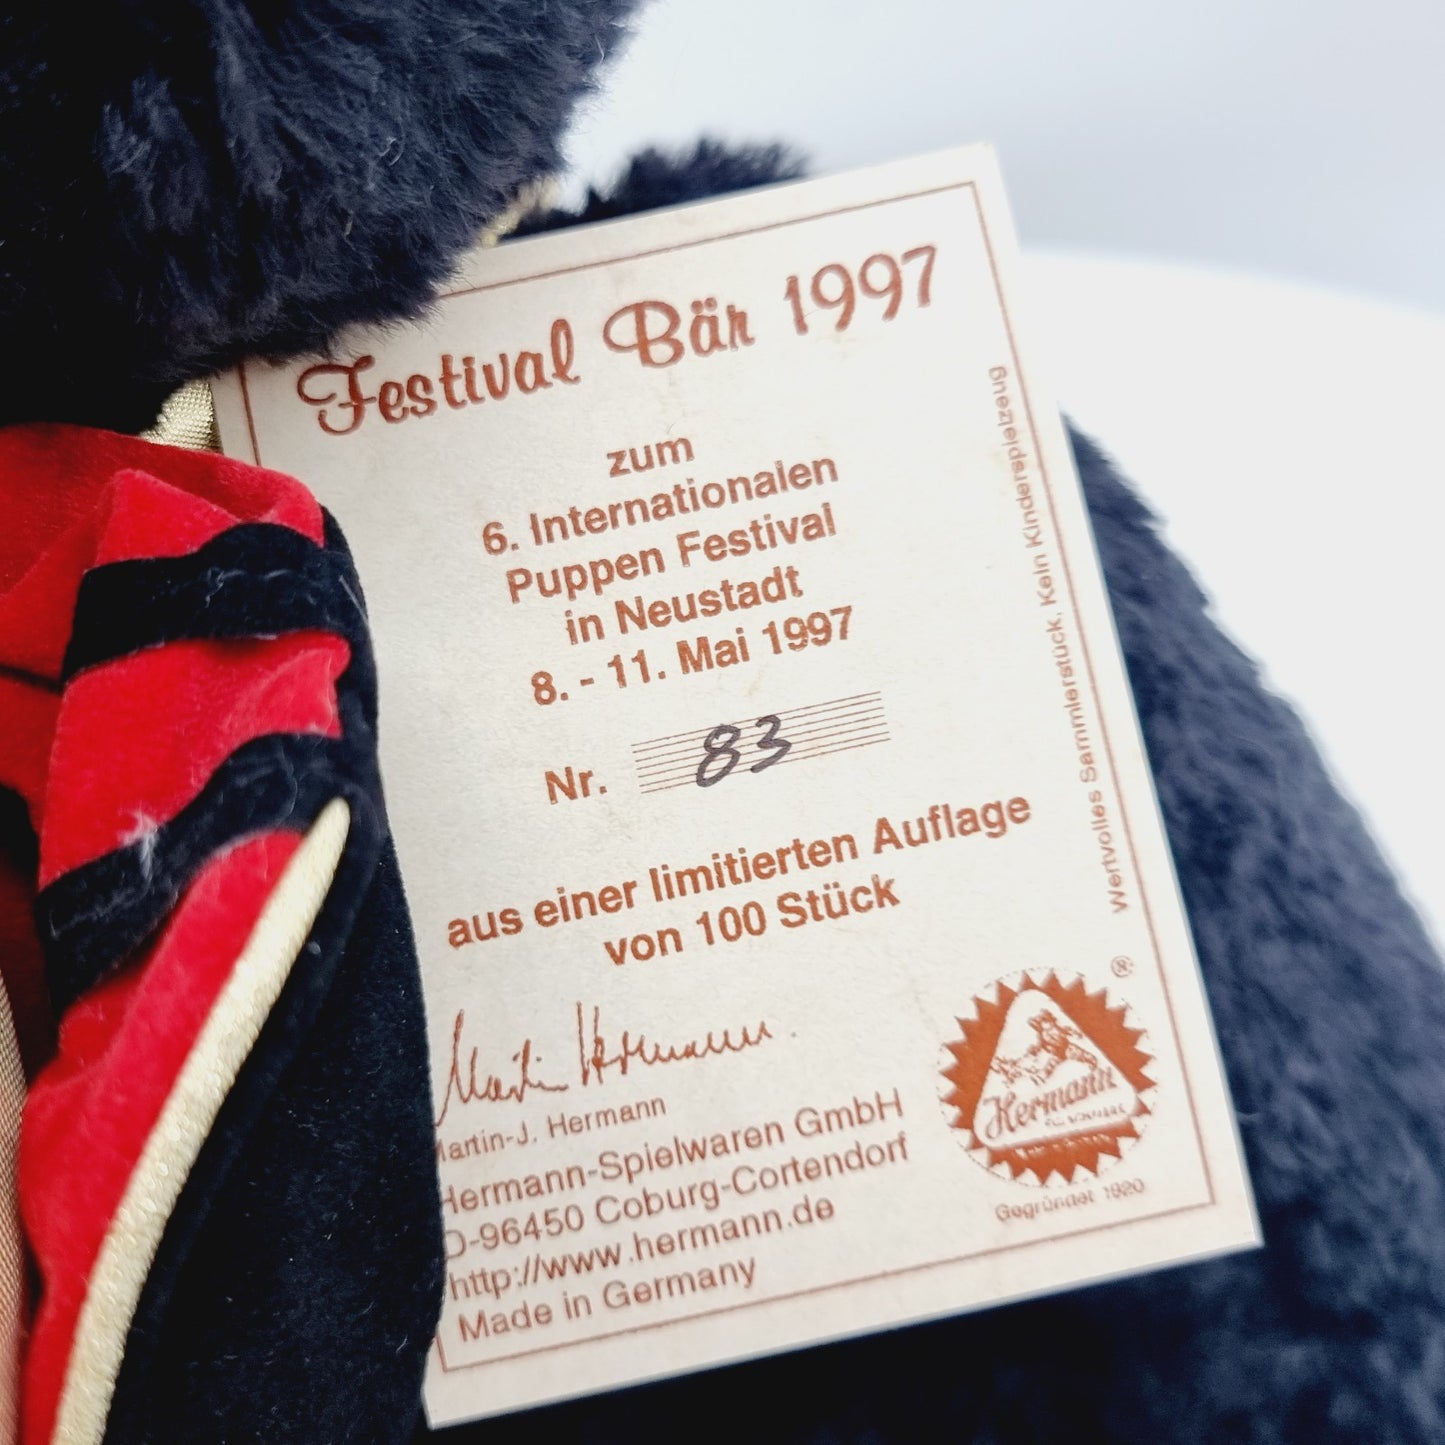 Festival Bär 1997
zum
6. Internationalen
Puppen Festival
in Neustadt
8. - 11. Mai 1997
Nr. 83
aus einer limitierten Auflage
von 100 Stück
Martin Hermann
artin-J. Hermann
Hermann-Spielwaren GmbH
D-96450 Coburg-Cortendorf
http://www.hermann.de
Made in Germany
Wertvolles Sammlerstück, Kein Kinderspielzeug
®
Hermann
Gegründet 1920